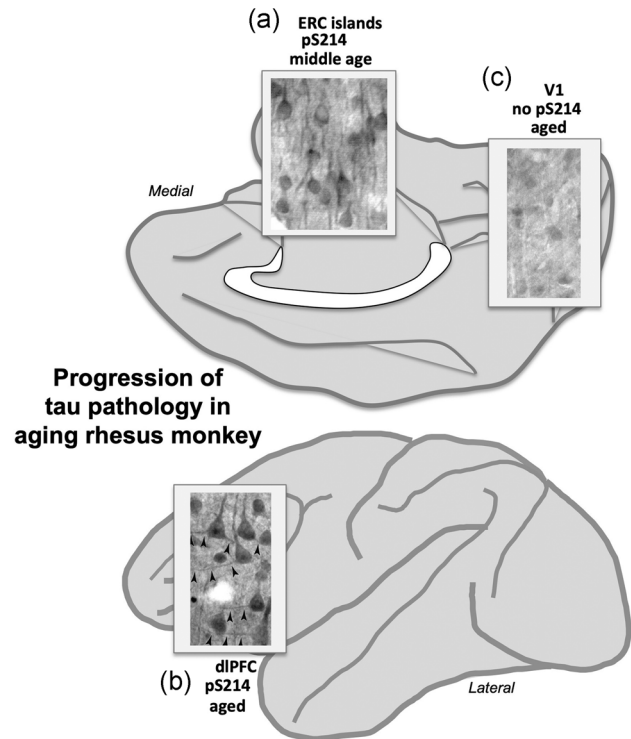 (a)
ERC islands
pS214
middle age
(c)
V1
no pS214
aged
Medial
Progression of
tau pathology in
aging rhesus monkey
(b)
dlPFC
pS214
aged
Lateral